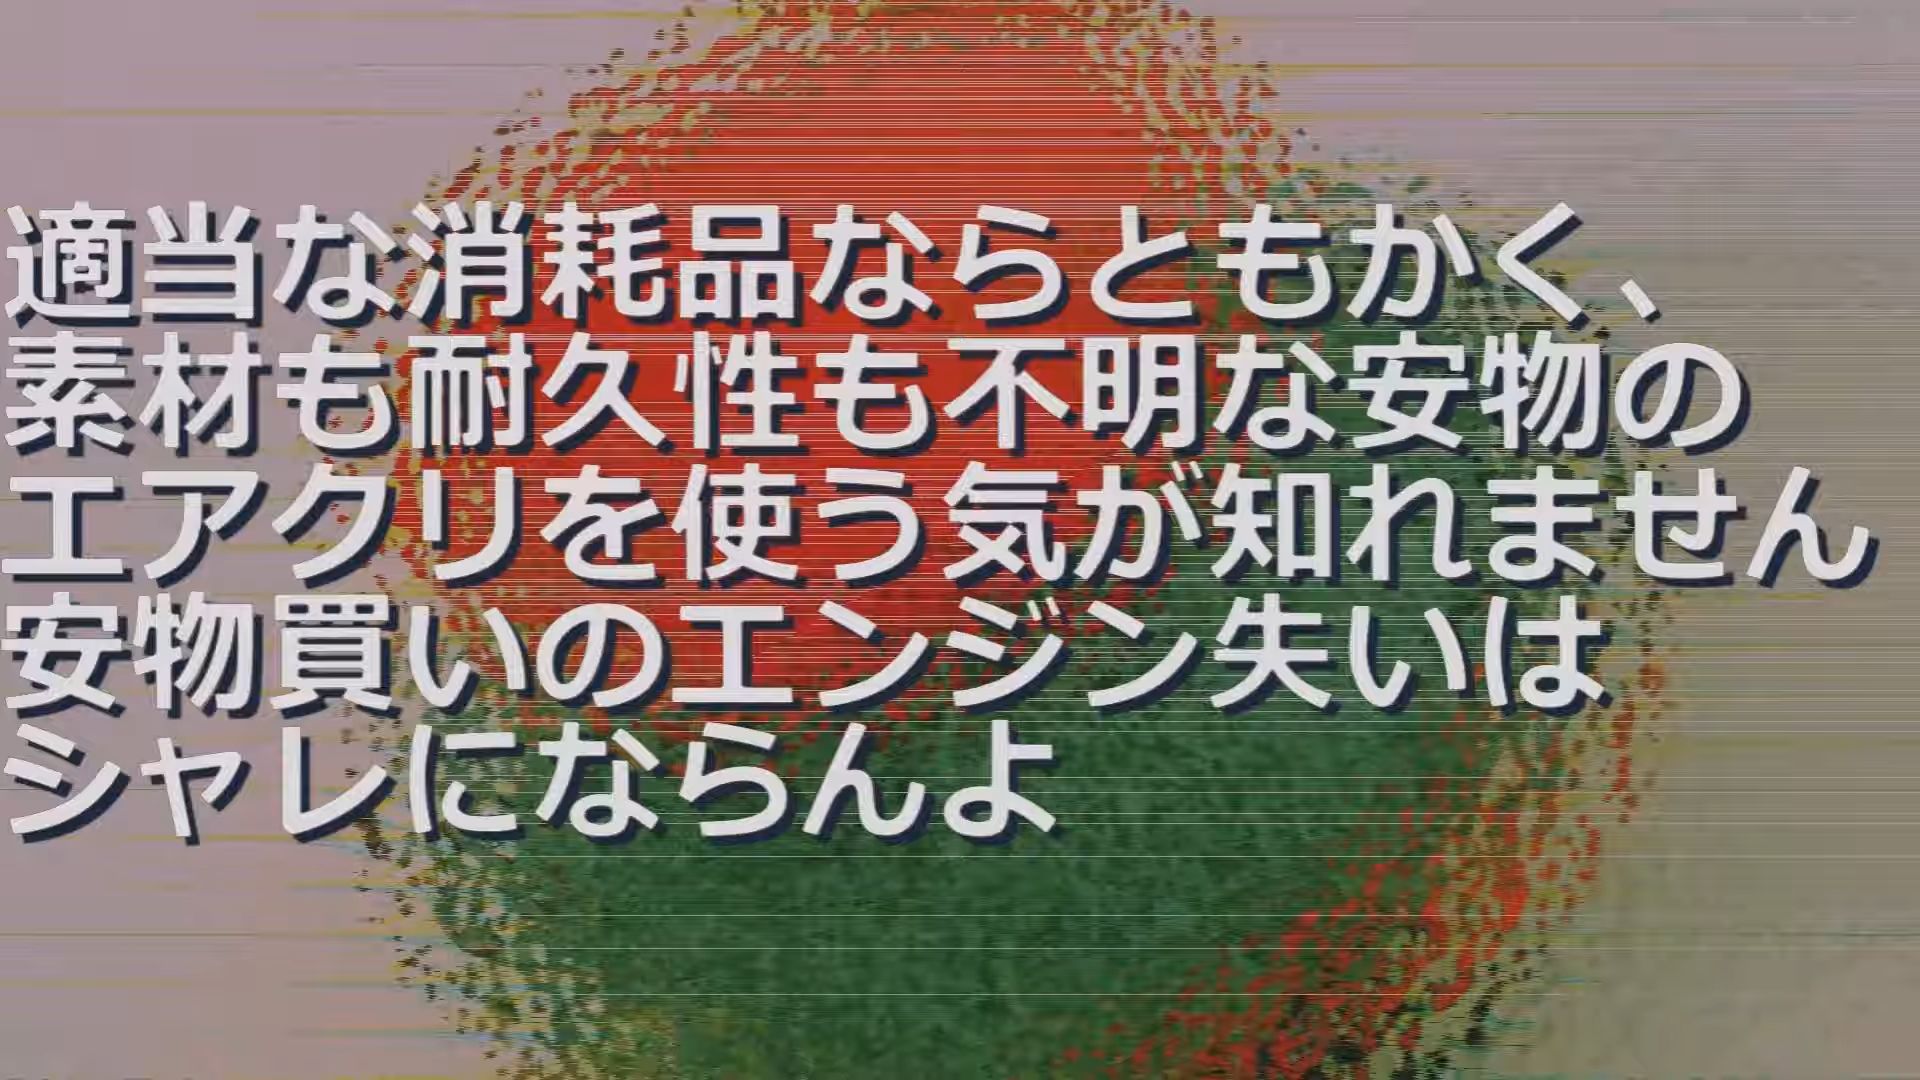 適当な消耗品ならともかく、
素材も耐久性も不明な安物の
エアクリを使う気が知れません
安物買いのエンジン失いは
シャレにならんよ